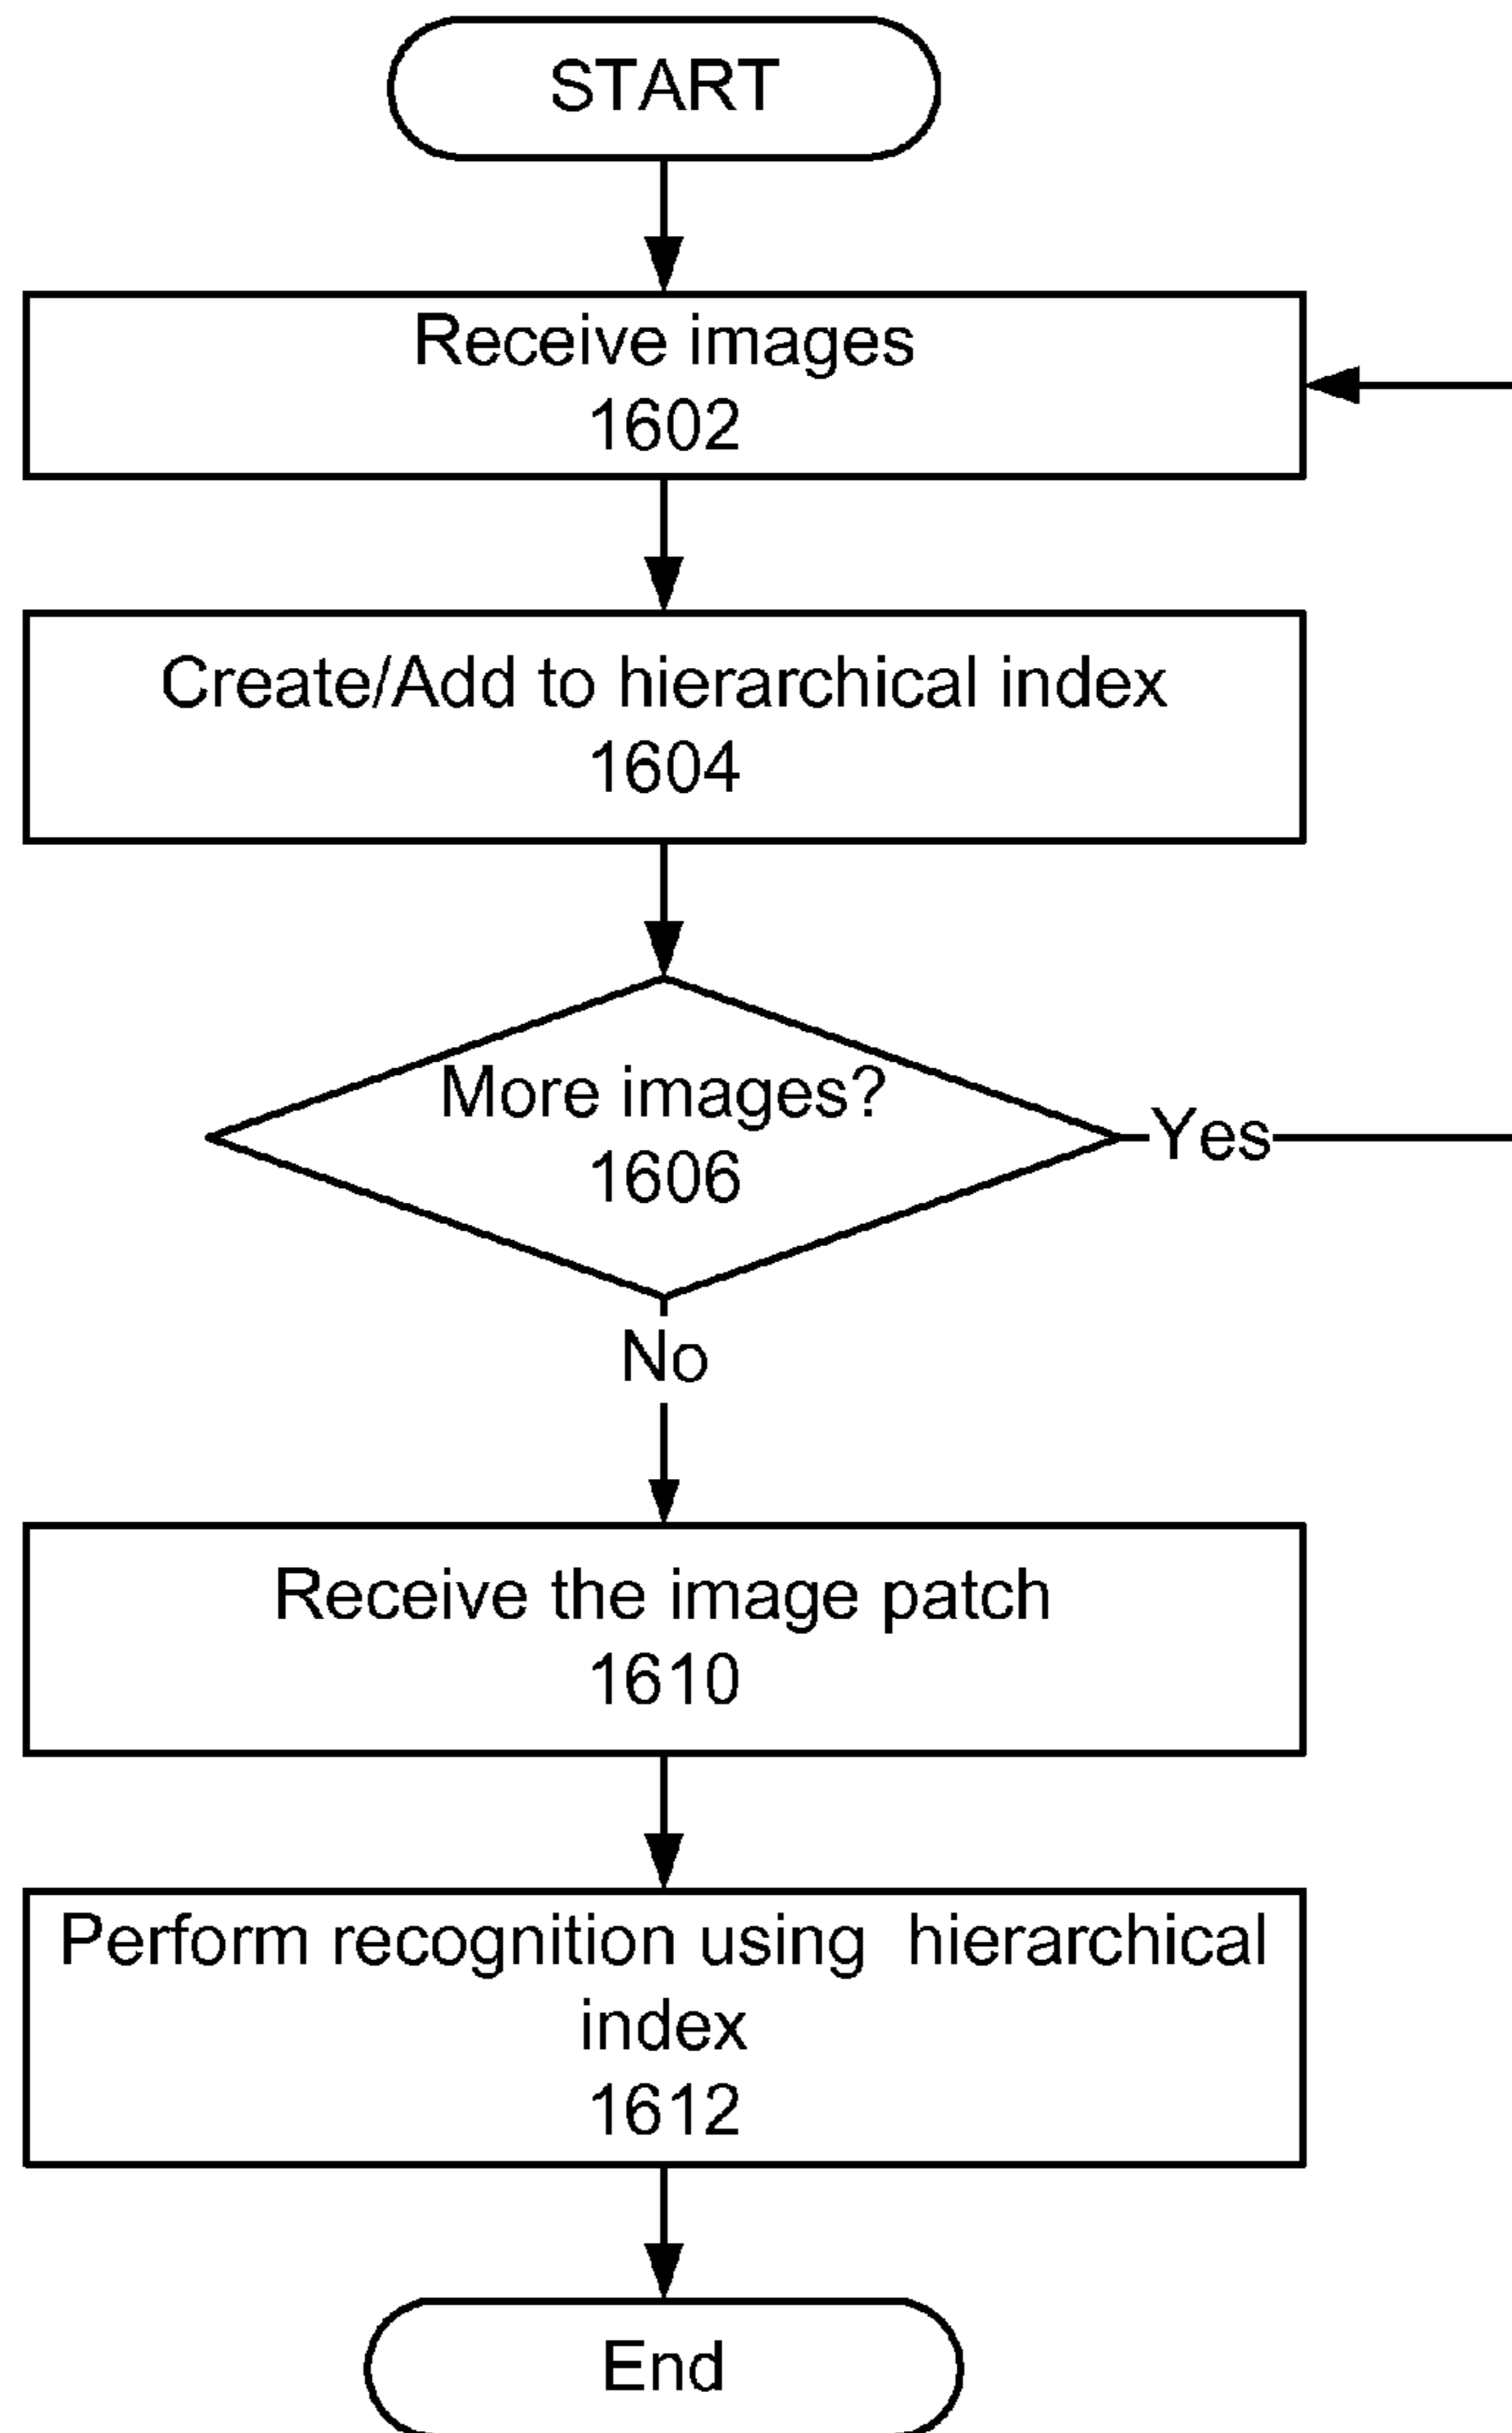 START
Receive images
1602
Create/Add to hierarchical index
1604
More images?
1606
Yes
No
Receive the image patch
1610
Perform recognition using hierarchical
index
1612
End